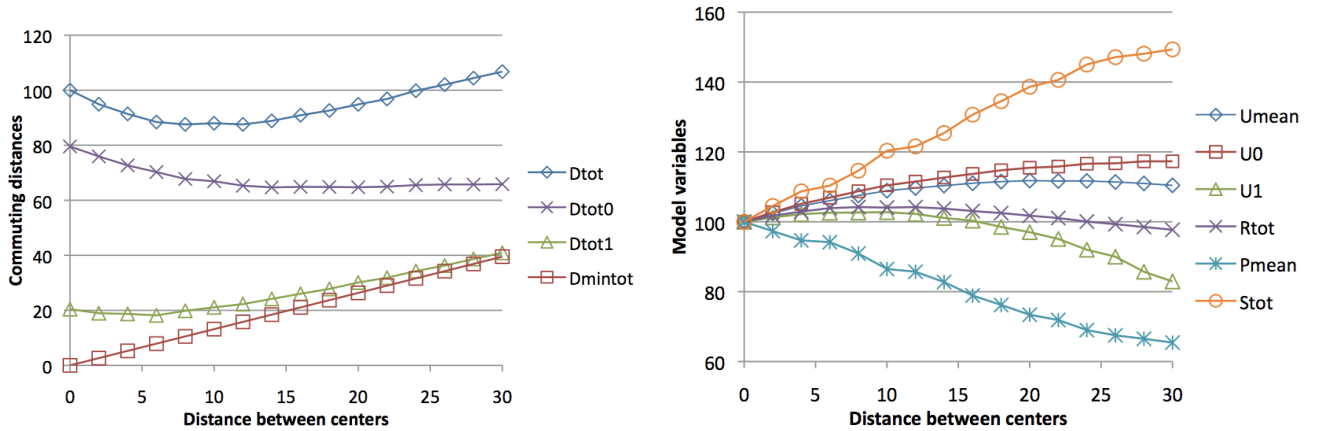 120
100
80
60
40
20
0
Commuting distances
0 5 10 15 20 25 30
Distance between centers
Dtot
Dtot0
Dtot1
Dmintot
160
140
120
100
80
60
Model variables
0 5 10 15 20 25 30
Distance between centers
Umean
U0
U1
Rtot
Pmean
Stot